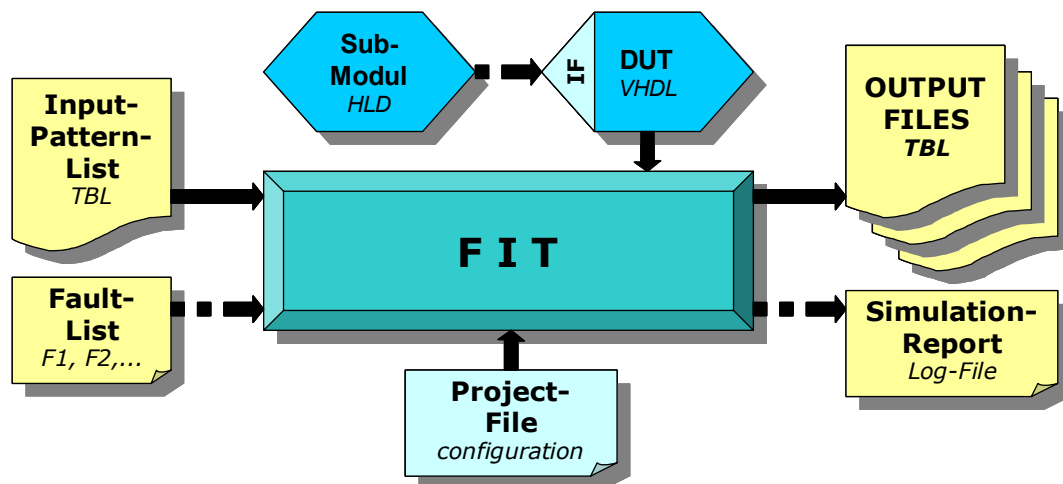 Sub-
Modul
HLD
IF
DUT
VHDL
OUTPUT
FILES
TBL
Input-
Pattern-
List
TBL
F I T
Fault-
List
F1, F2,...
Simulation-
Report
Log-File
Project-
File
configuration